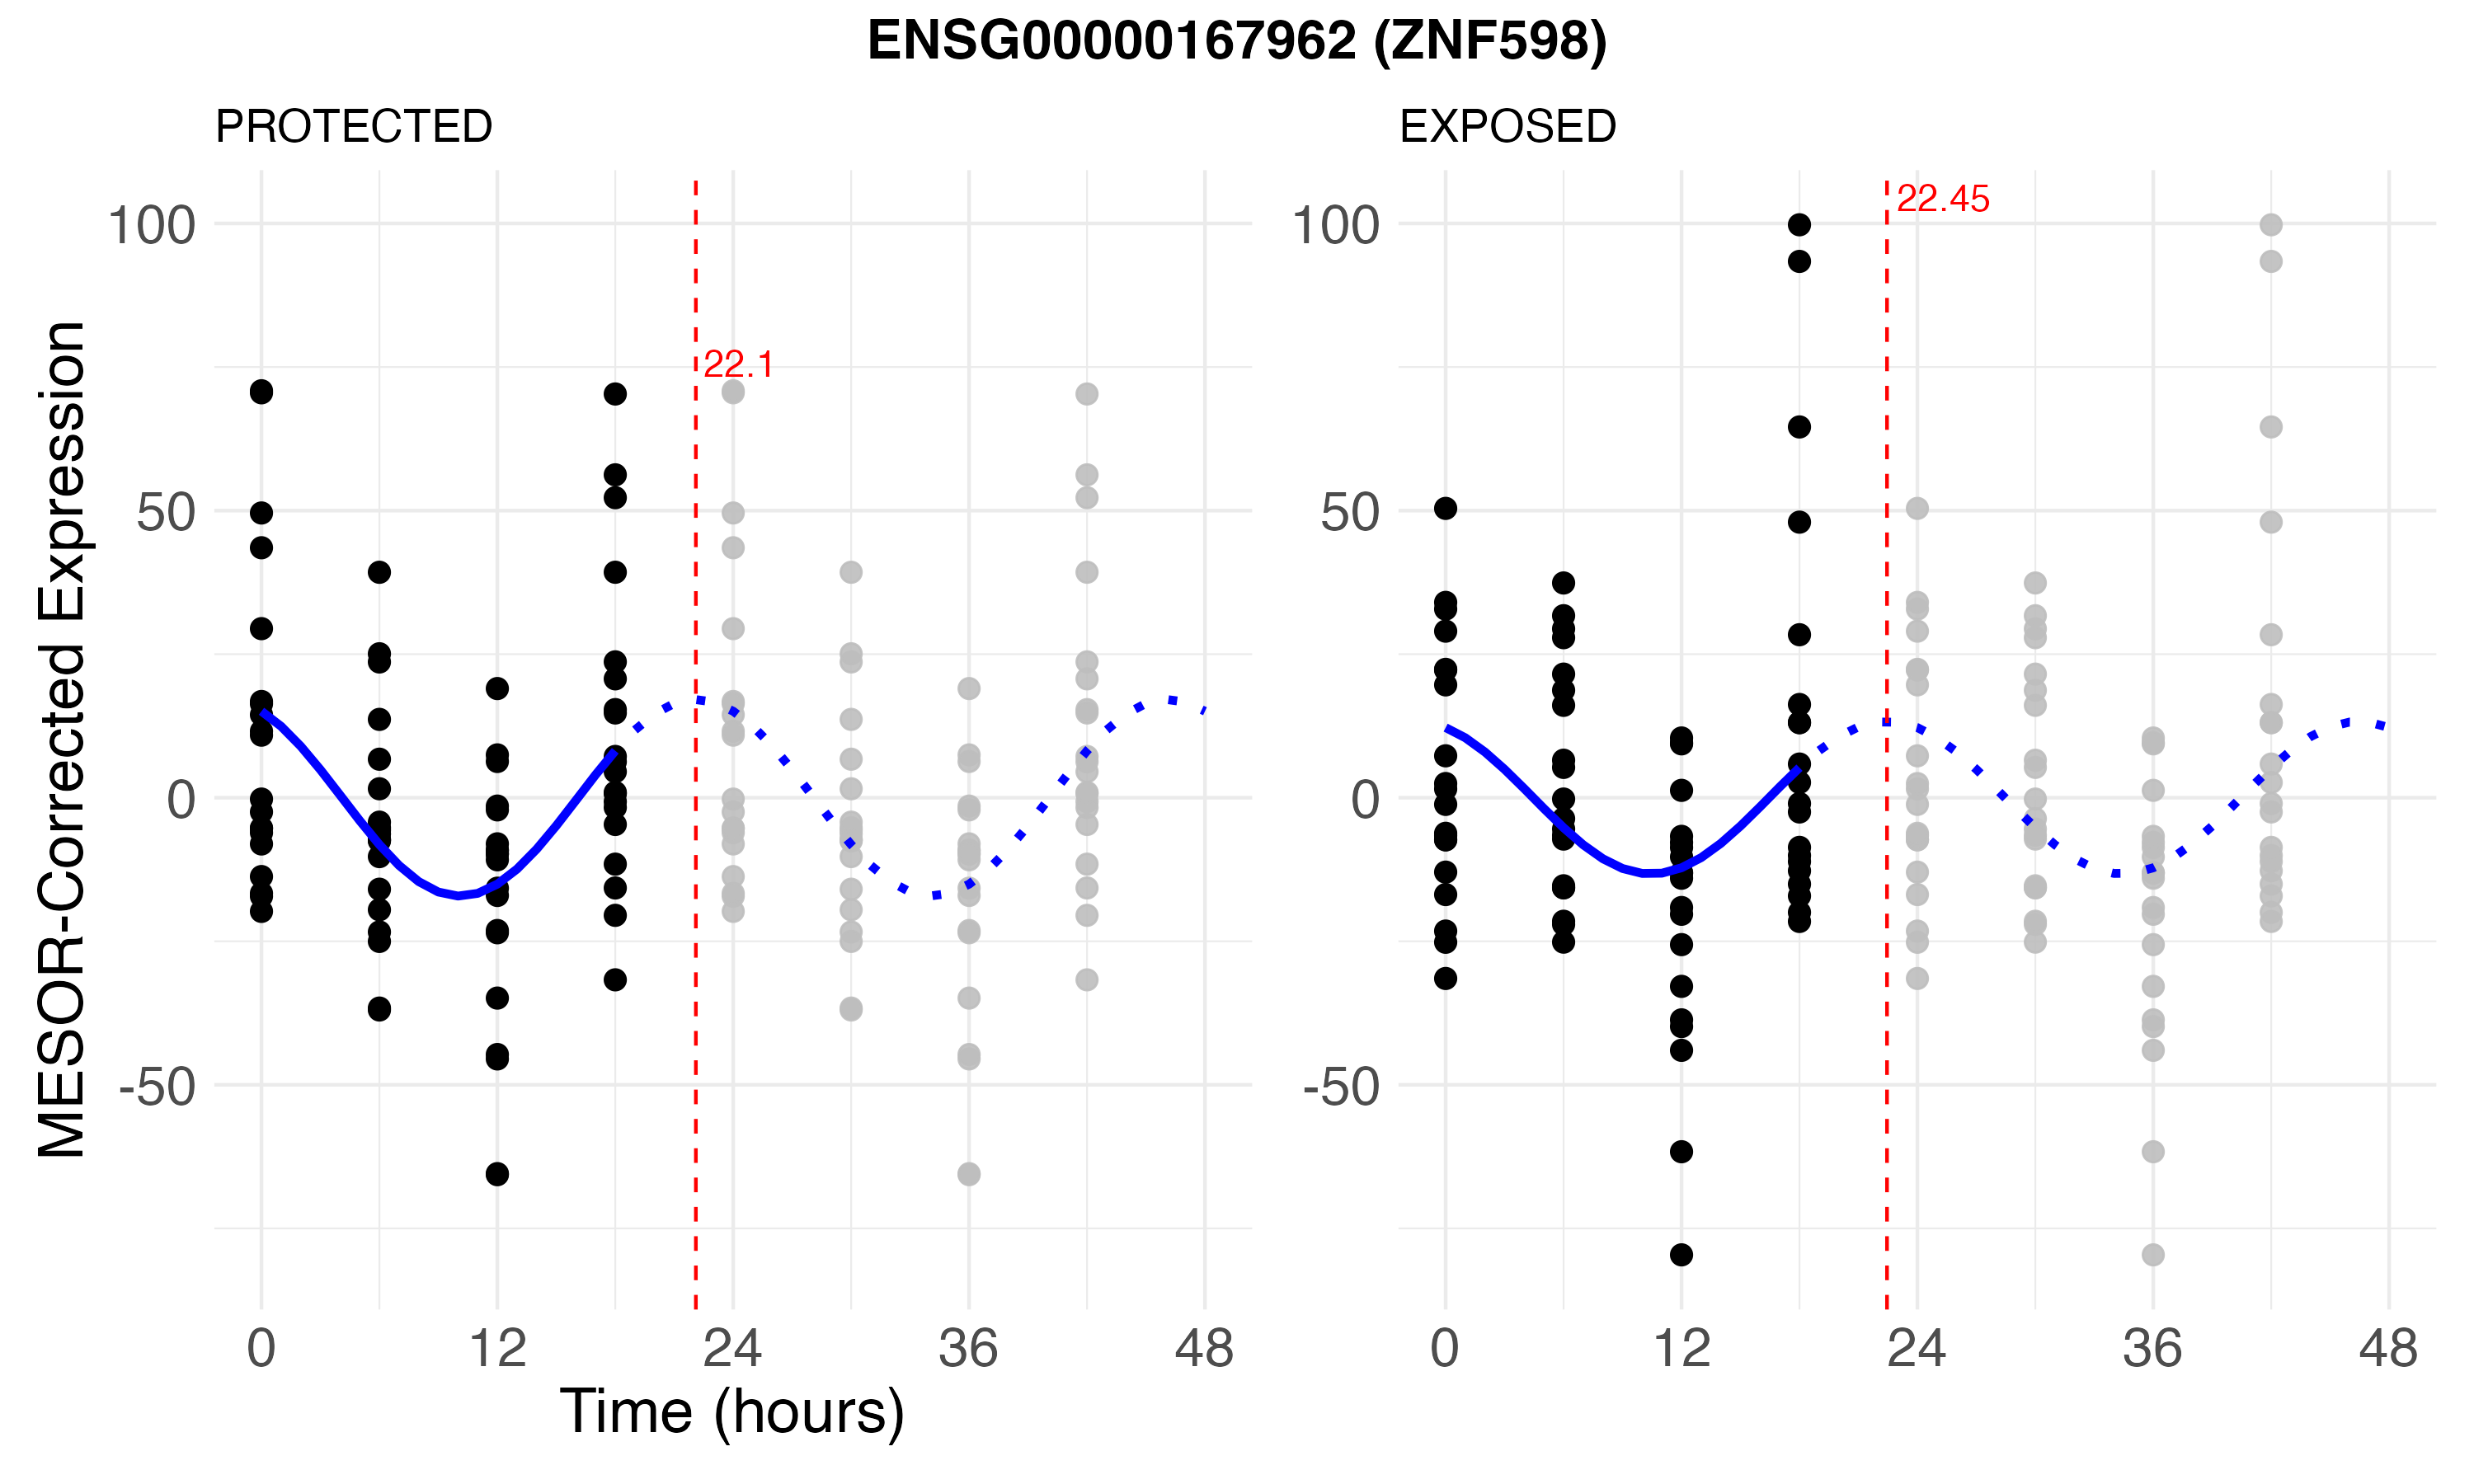 ENSG00000167962 (ZNF598)
PROTECTED
EXPOSED
MESOR-Corrected Expression
100
50
0
-50
22.1
0 12 24 36 48
Time (hours)
100
50
0
-50
22.45
0 12 24 36 48